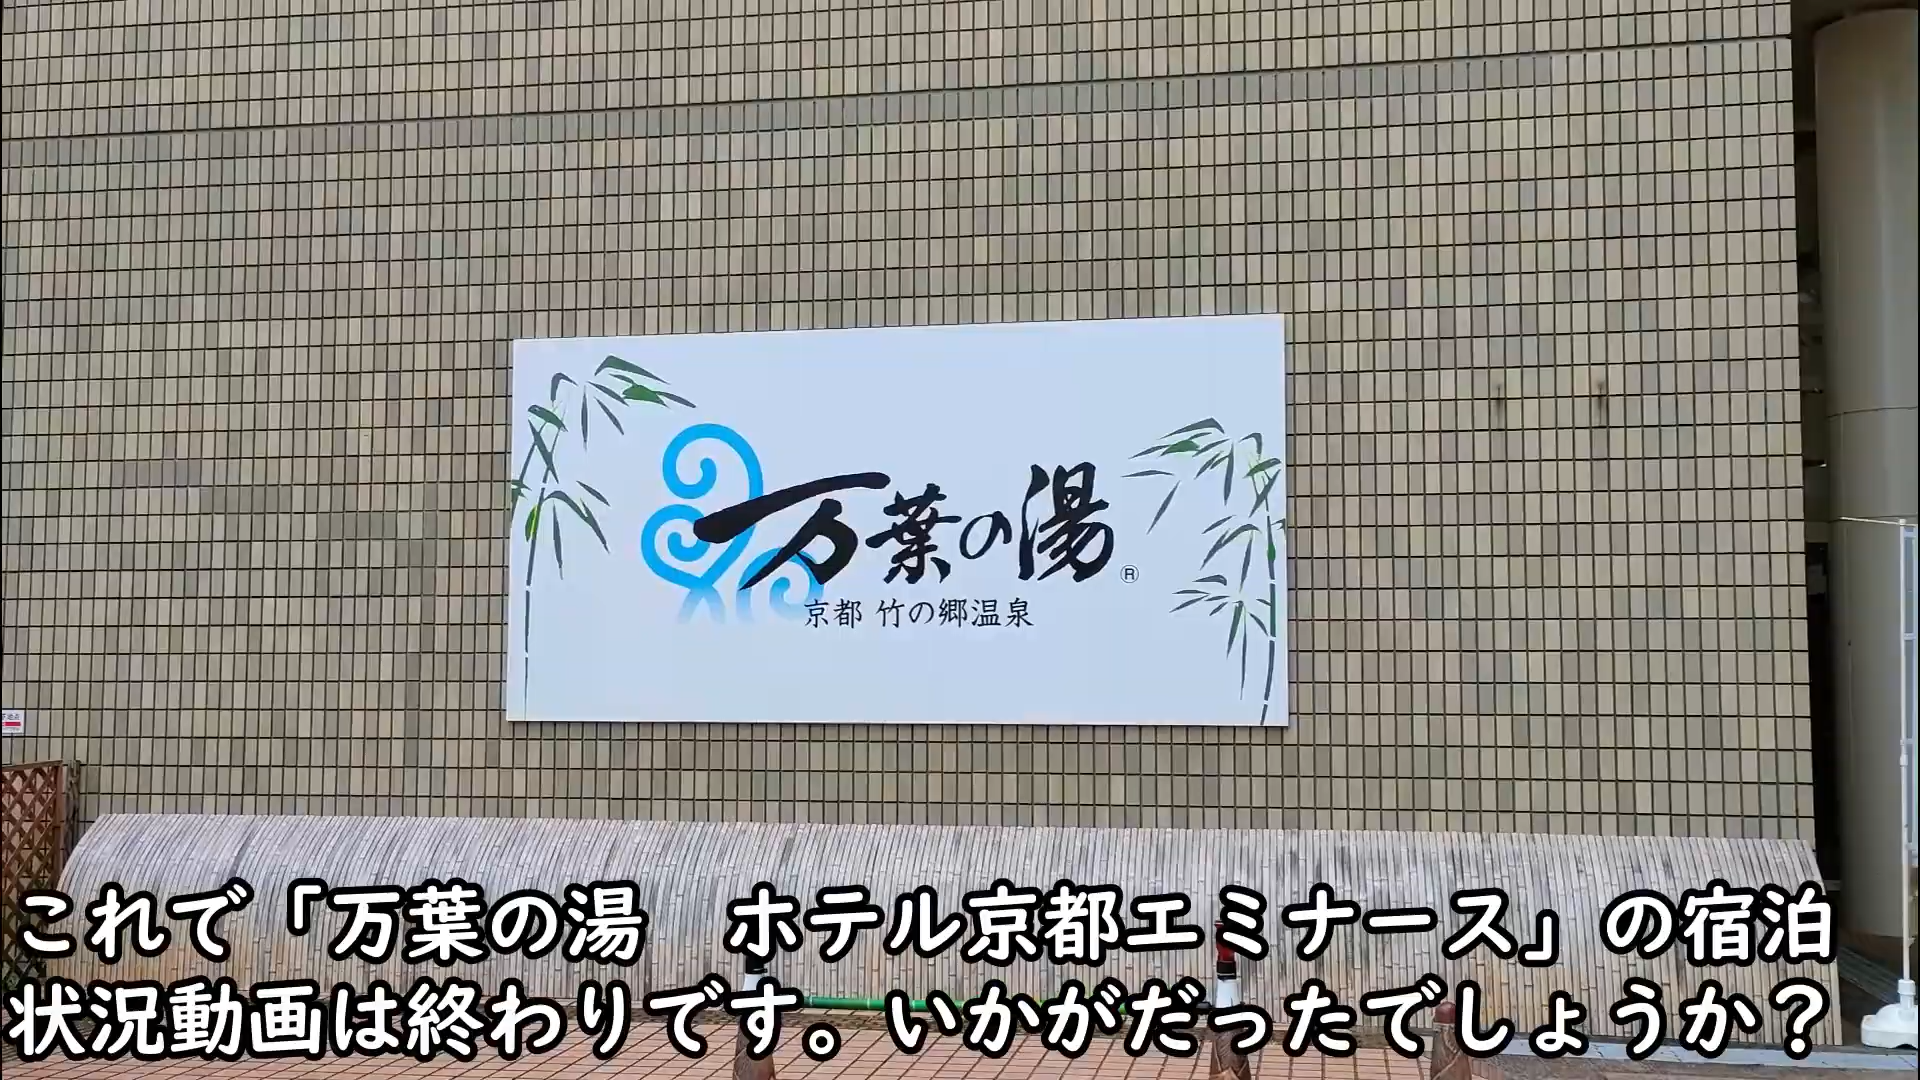 万葉の湯®
京都 竹の郷温泉
これで「万葉の湯　ホテル京都エミナース」の宿泊
状況動画は終わりです。いかがだったでしょうか？